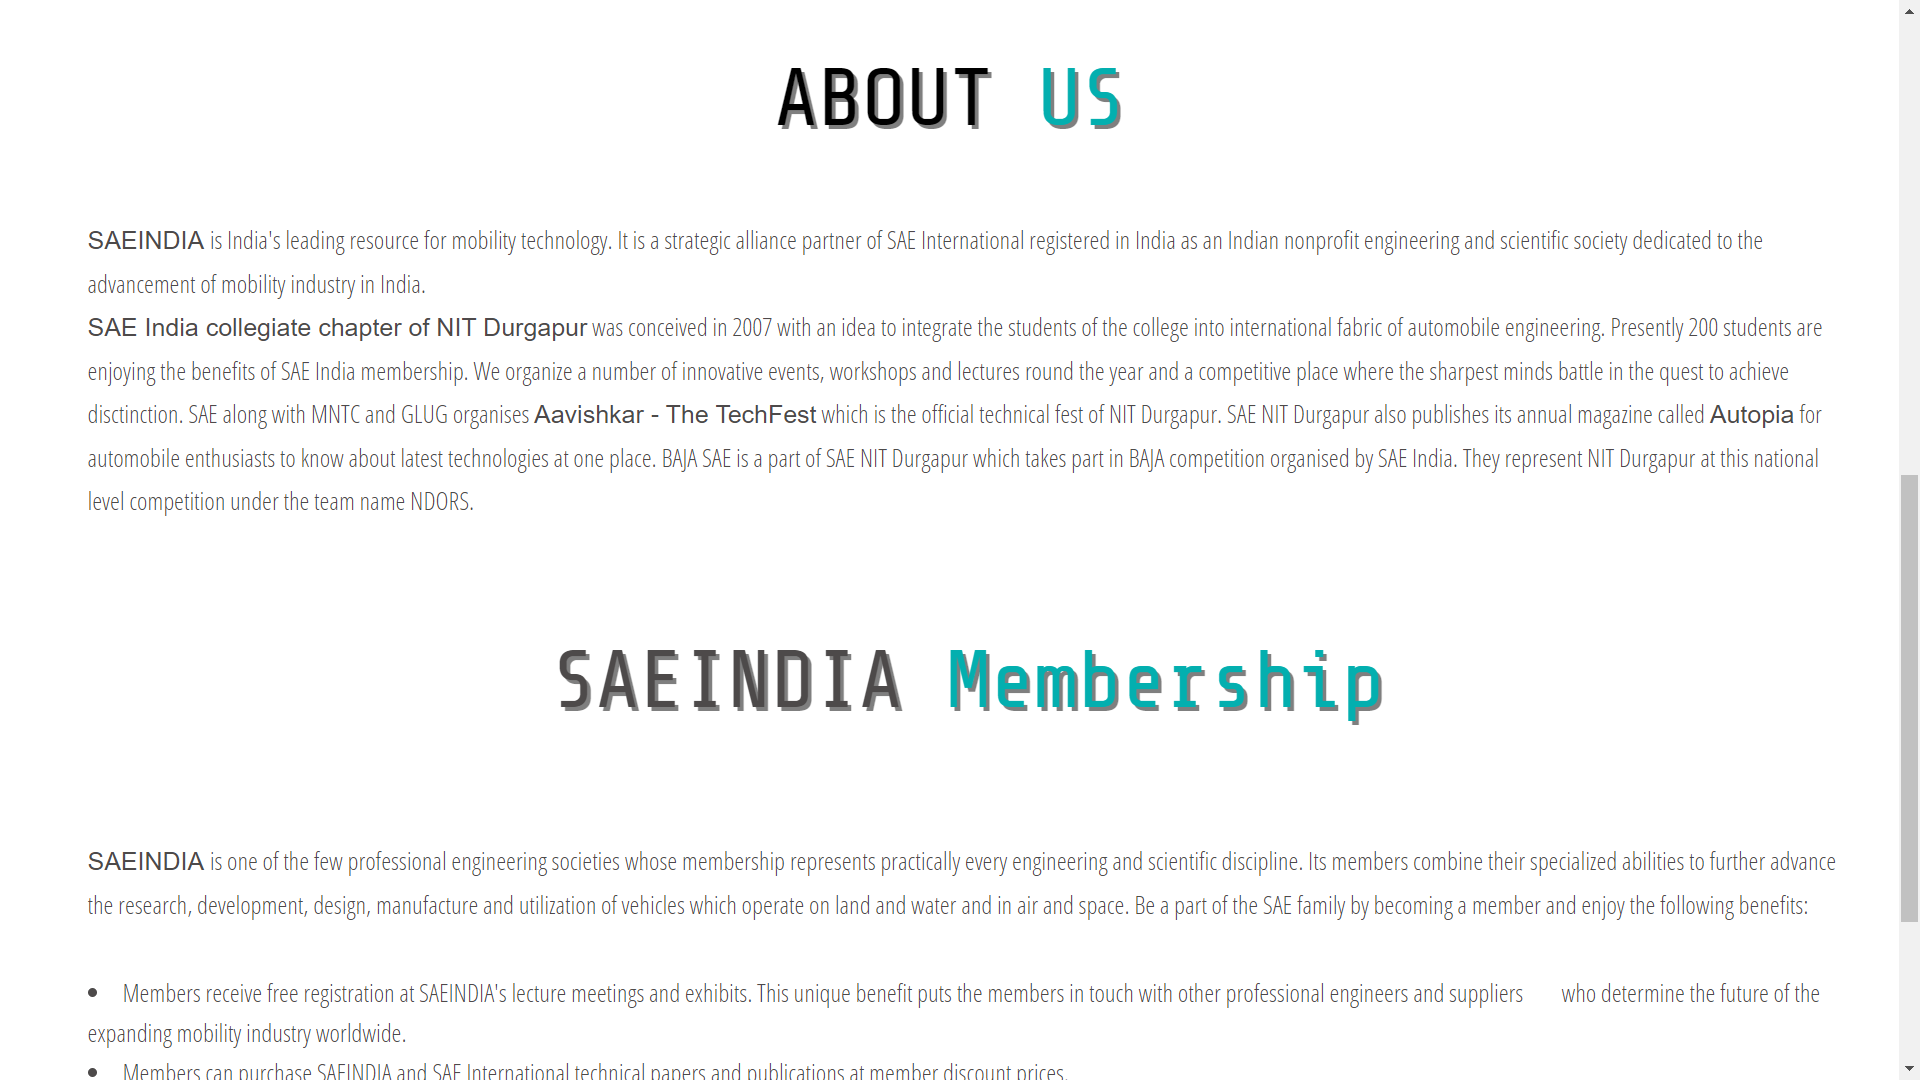 ABOUT US
SAEINDIA is India's leading resource for mobility technology. It is a strategic alliance partner of SAE International registered in India as an Indian nonprofit engineering and scientific society dedicated to the
advancement of mobility industry in India.
SAE India collegiate chapter of NIT Durgapur was conceived in 2007 with an idea to integrate the students of the college into international fabric of automobile engineering. Presently 200 students are
enjoying the benefits of SAE India membership. We organize a number of innovative events, workshops and lectures round the year and a competitive place where the sharpest minds battle in the quest to achieve
disctinction. SAE along with MNTC and GLUG organises Aavishkar - The TechFest which is the official technical fest of NIT Durgapur. SAE NIT Durgapur also publishes its annual magazine called Autopia for
automobile enthusiasts to know about latest technologies at one place. BAJA SAE is a part of SAE NIT Durgapur which takes part in BAJA competition organised by SAE India. They represent NIT Durgapur at this national
level competition under the team name NDORS.
SAEINDIA Membership
SAEINDIA is one of the few professional engineering societies whose membership represents practically every engineering and scientific discipline. Its members combine their specialized abilities to further advance
the research, development, design, manufacture and utilization of vehicles which operate on land and water and in air and space. Be a part of the SAE family by becoming a member and enjoy the following benefits:
• Members receive free registration at SAEINDIA's lecture meetings and exhibits. This unique benefit puts the members in touch with other professional engineers and suppliers who determine the future of the
expanding mobility industry worldwide.
• Members can purchase SAEINDIA and SAE International technical papers and publications at member discount prices.